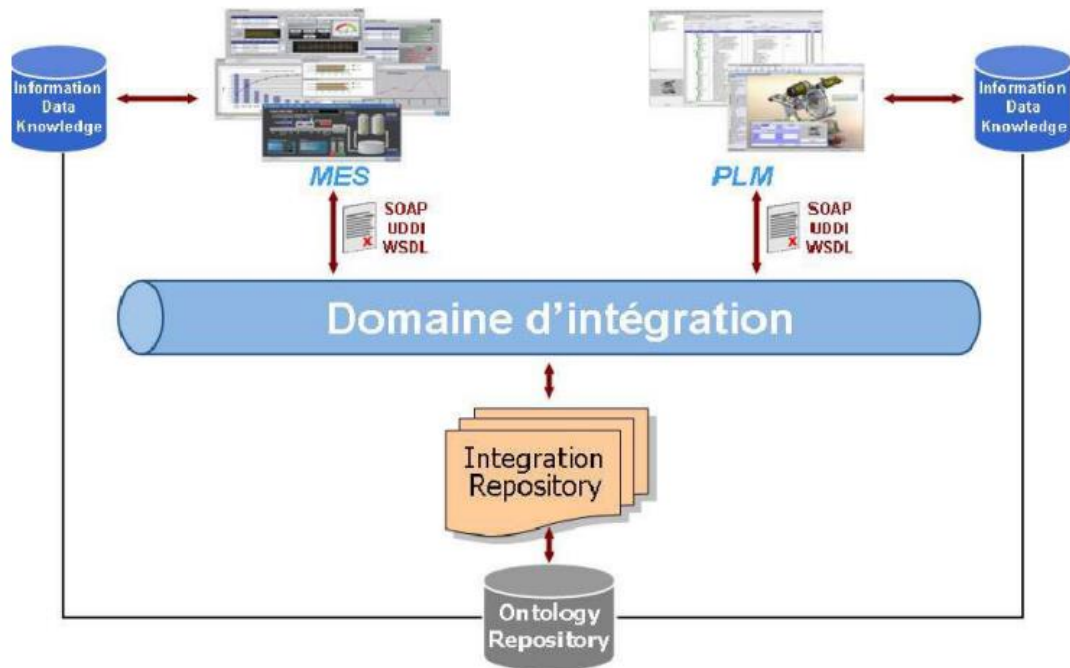 Information
Data
Knowledge
Information
Data
Knowledge
MES
PLM
SOAP
UDDI
WSDL
SOAP
UDDI
WSDL
Domaine d'intégration
Integration
Repository
Ontology
Repository